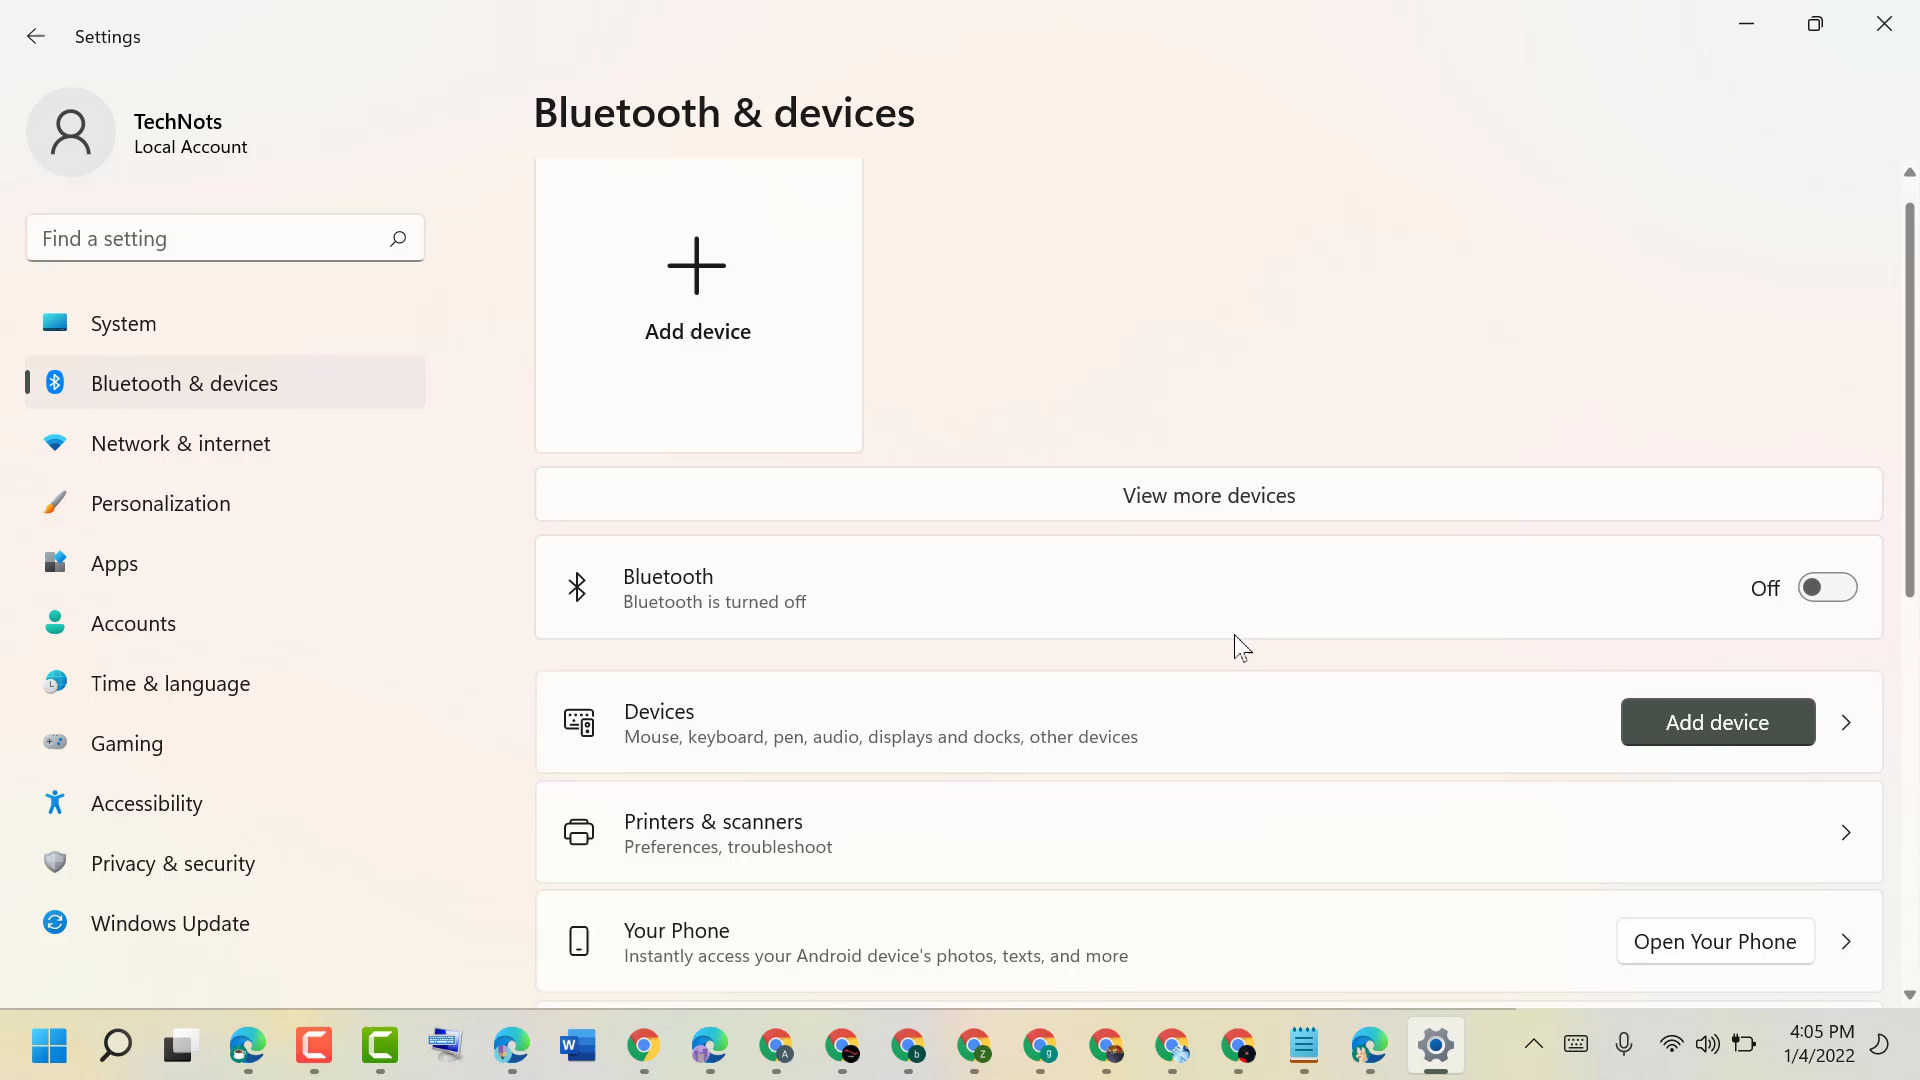 Settings
TechNots
Local Account
Find a setting
System
Bluetooth & devices
Network & internet
Personalization
Apps
Accounts
Time & language
Gaming
Accessibility
Privacy & security
Windows Update
Bluetooth & devices
Add device
View more devices
Bluetooth
Bluetooth is turned off
Off
Devices
Mouse, keyboard, pen, audio, displays and docks, other devices
Add device
Printers & scanners
Preferences, troubleshoot
Your Phone
Instantly access your Android device's photos, texts, and more
Open Your Phone
W
A
b
Z
g
4:05 PM
1/4/2022